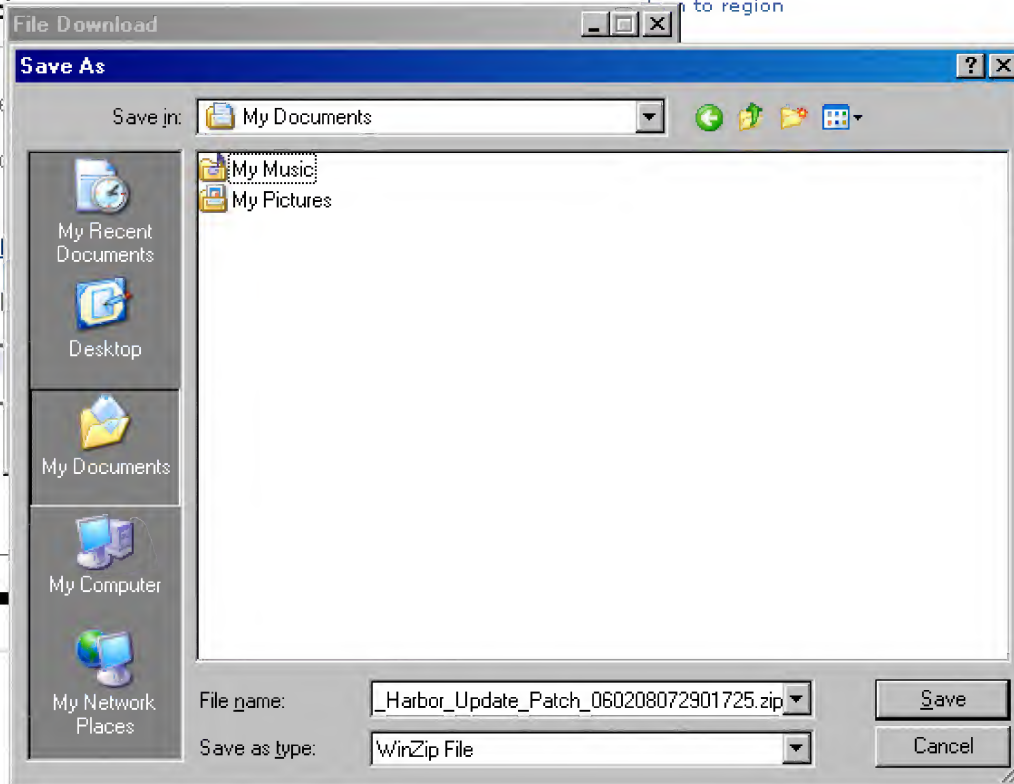 to region
File Download
Save As
Save in:
My Documents
My Music
My Pictures
My Recent
Documents
Desktop
My Documents
My Computer
My Network
Places
File name:
_Harbor_Update_Patch_060208072901725.zip
Save
Save as type:
WinZip File
Cancel